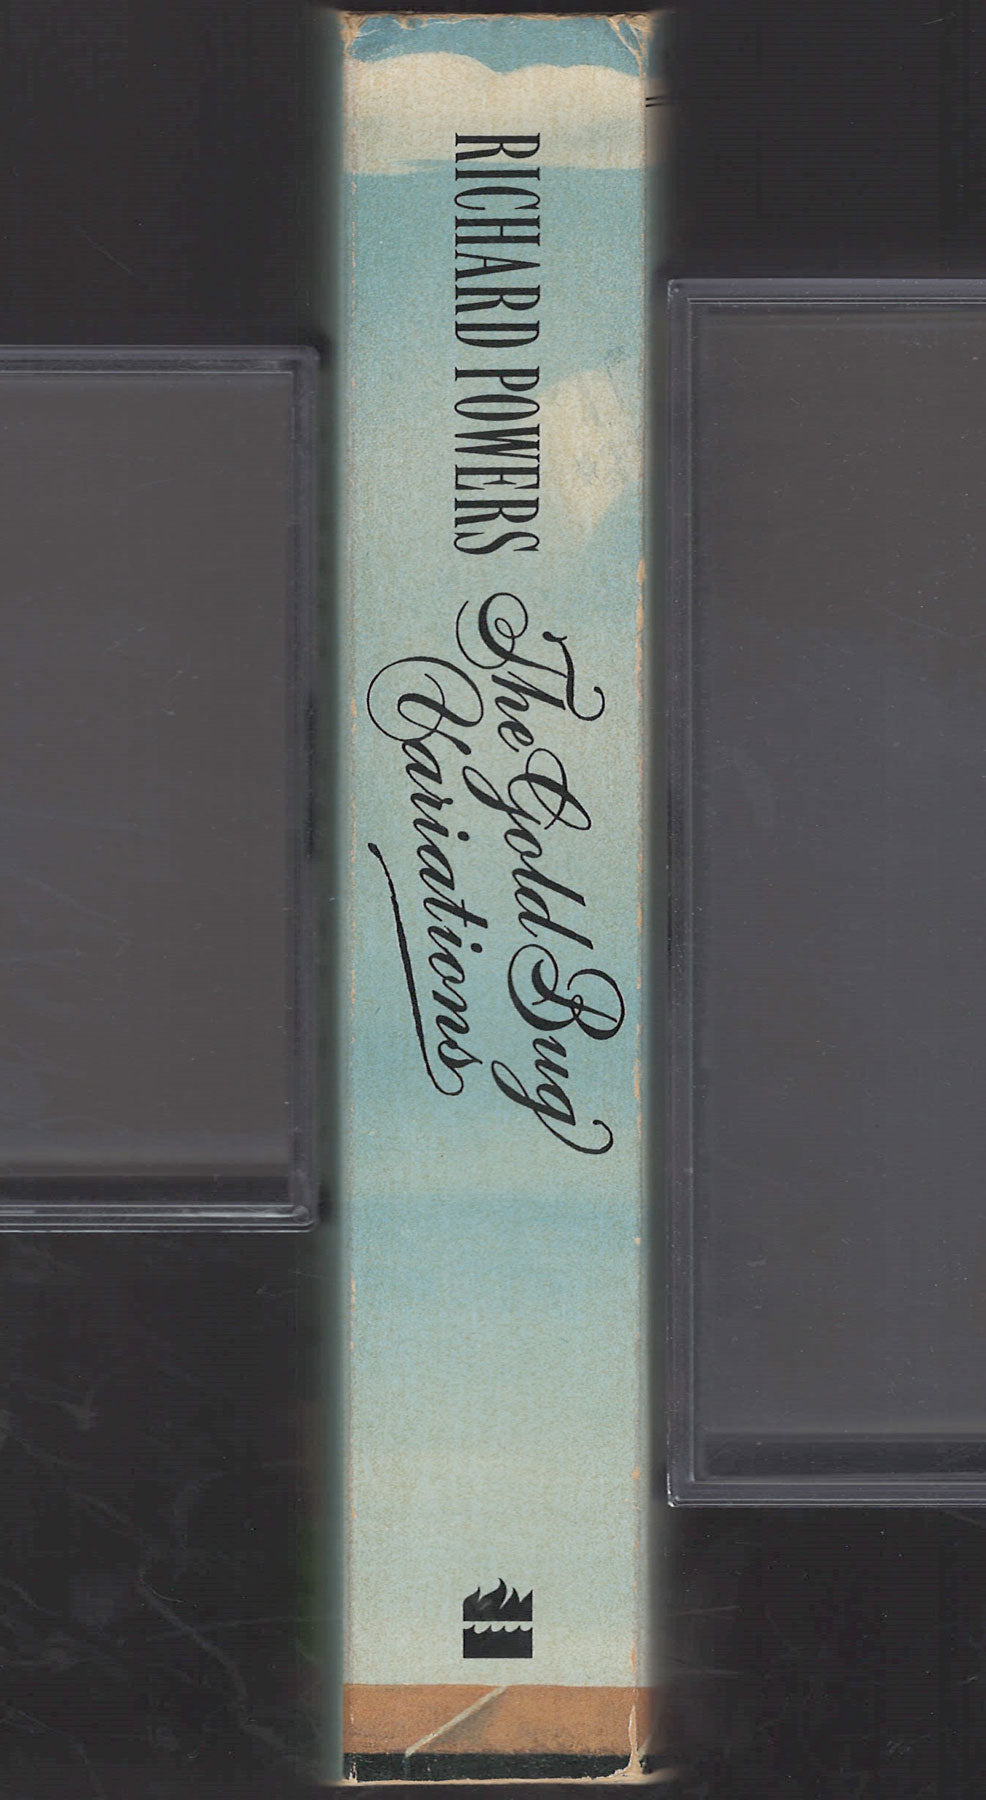 RICHARD POWERS
The Gold Bug
Variations